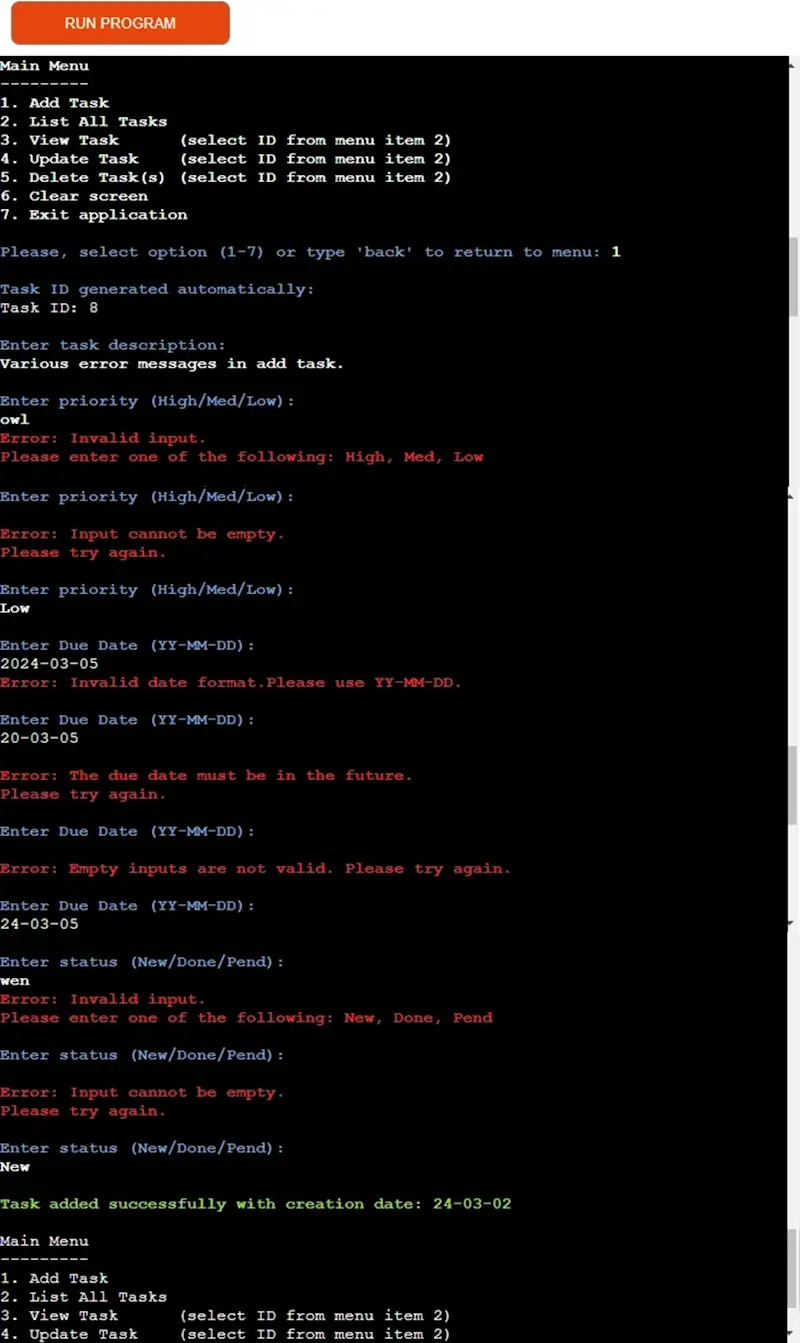 RUN PROGRAM
Main Menu
---------
1. Add Task
2. List All Tasks
3. View Task      (select ID from menu item 2)
4. Update Task    (select ID from menu item 2)
5. Delete Task(s) (select ID from menu item 2)
6. Clear screen
7. Exit application
Please, select option (1-7) or type 'back' to return to menu: 1
Task ID generated automatically:
Task ID: 8
Enter task description:
Various error messages in add task.
Enter priority (High/Med/Low):
owl
Error: Invalid input.
Please enter one of the following: High, Med, Low
Enter priority (High/Med/Low):
Error: Input cannot be empty.
Please try again.
Enter priority (High/Med/Low):
Low
Enter Due Date (YY-MM-DD):
2024-03-05
Error: Invalid date format.Please use YY-MM-DD.
Enter Due Date (YY-MM-DD):
20-03-05
Error: The due date must be in the future.
Please try again.
Enter Due Date (YY-MM-DD):
Error: Empty inputs are not valid. Please try again.
Enter Due Date (YY-MM-DD):
24-03-05
Enter status (New/Done/Pend):
wen
Error: Invalid input.
Please enter one of the following: New, Done, Pend
Enter status (New/Done/Pend):
Error: Input cannot be empty.
Please try again.
Enter status (New/Done/Pend):
New
Task added successfully with creation date: 24-03-02
Main Menu
---------
1. Add Task
2. List All Tasks
3. View Task      (select ID from menu item 2)
4. Update Task    (select ID from menu item 2)